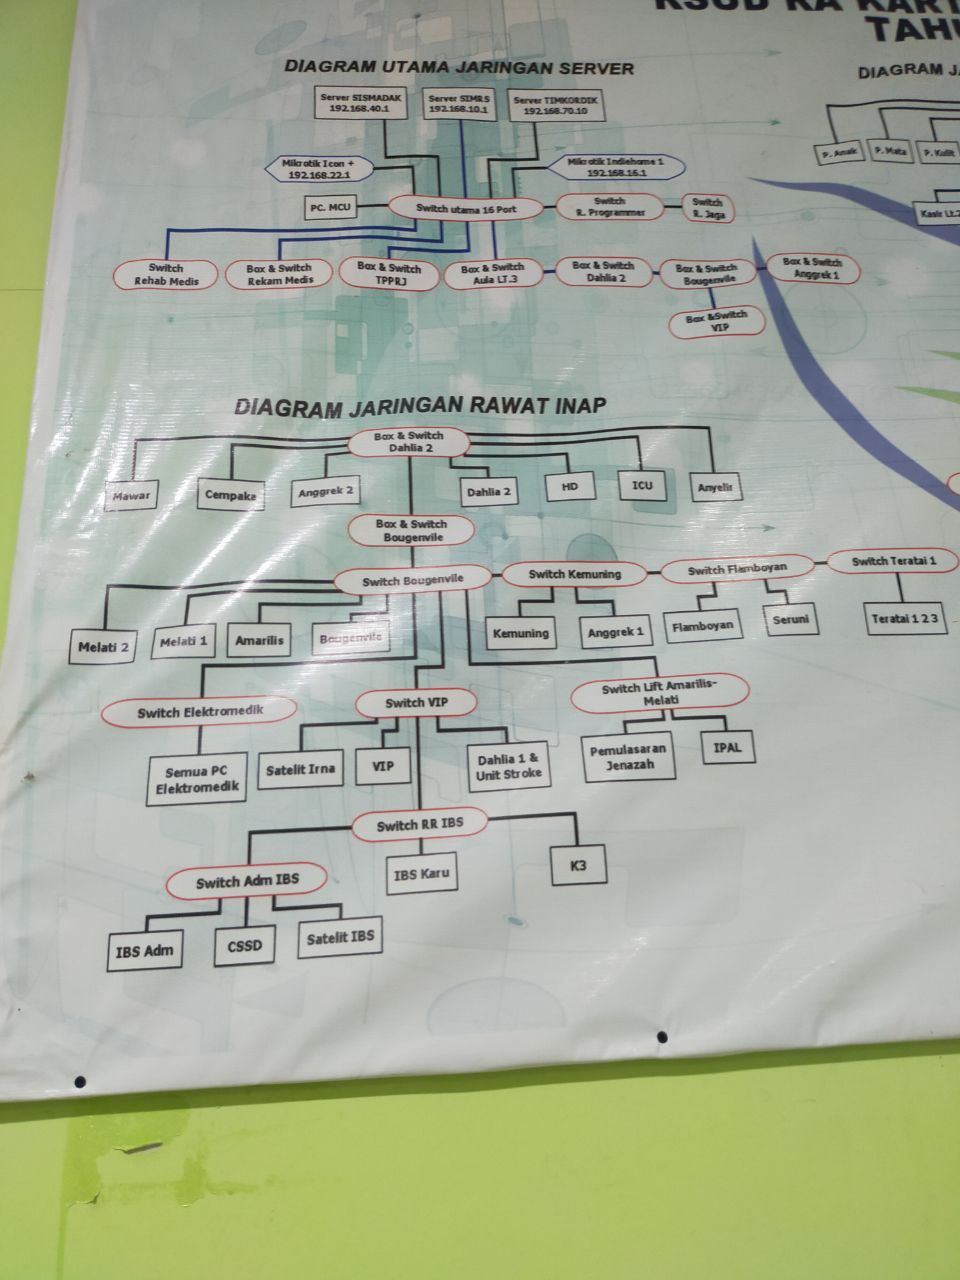 RSUD RA KART
TAHU
DIAGRAM UTAMA JARINGAN SERVER
DIAGRAM JA
Server SISMADAK
192.168.40.1
Server SIMRS
192.168.10.1
Server TIMKORDIK
192.168.70.10
P. Anak
P. Mata
P. Kulit
Mikrotik Icon +
192.168.22.1
Mikrotik Indiehome 1
192.168.16.1
PC. MCU
Switch utama 16 Port
Switch
R. Programmer
Switch
R. Jaga
Kasir Lt.2
Switch
Rehab Medis
Box & Switch
Rekam Medis
Box & Switch
TPPRJ
Box & Switch
Aula LT.3
Box & Switch
Dahlia 2
Box & Switch
Bougenvile
Box & Switch
Anggrek 1
Box &Switch
VIP
DIAGRAM JARINGAN RAWAT INAP
Box & Switch
Dahlia 2
Mawar
Cempaka
Anggrek 2
Dahlia 2
HD
ICU
Anyelir
Box & Switch
Bougenvile
Switch Bougenvile
Switch Kemuning
Switch Flamboyan
Switch Teratai 1
Melati 2
Melati 1
Amarilis
Bougenvile
Kemuning
Anggrek 1
Flamboyan
Seruni
Teratai 1 2 3
Switch Elektromedik
Switch VIP
Switch Lift Amarilis-
Melati
Semua PC
Elektromedik
Satelit Irna
VIP
Dahlia 1 &
Unit Stroke
Pemulasaran
Jenazah
IPAL
Switch RR IBS
Switch Adm IBS
IBS Karu
K3
IBS Adm
CSSD
Satelit IBS